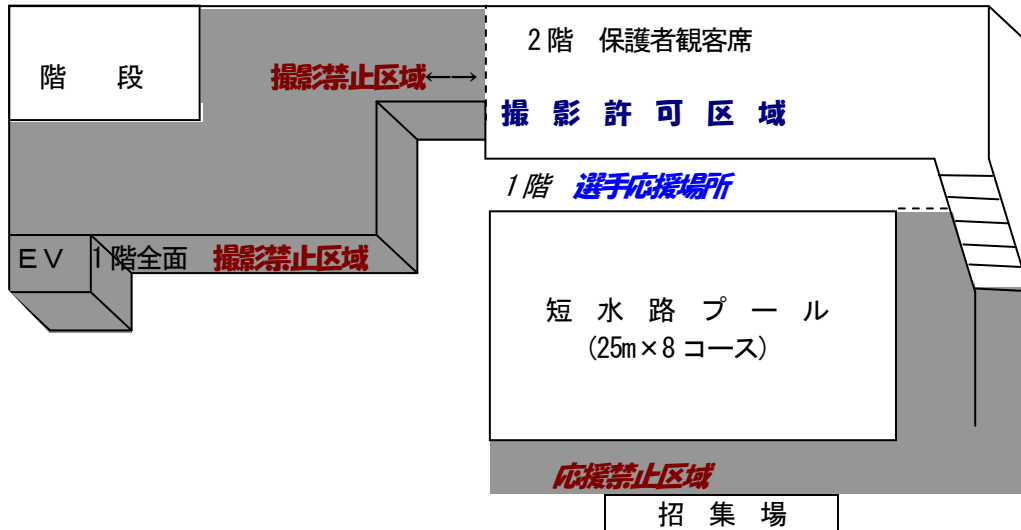 2階 保護者観客席
階 段
撮影禁止区域←→
撮 影 許 可 区 域
1階 選手応援場所
EV 1階全面 撮影禁止区域
短 水 路 プ ー ル
(25m×8コース)
応援禁止区域
招 集 場